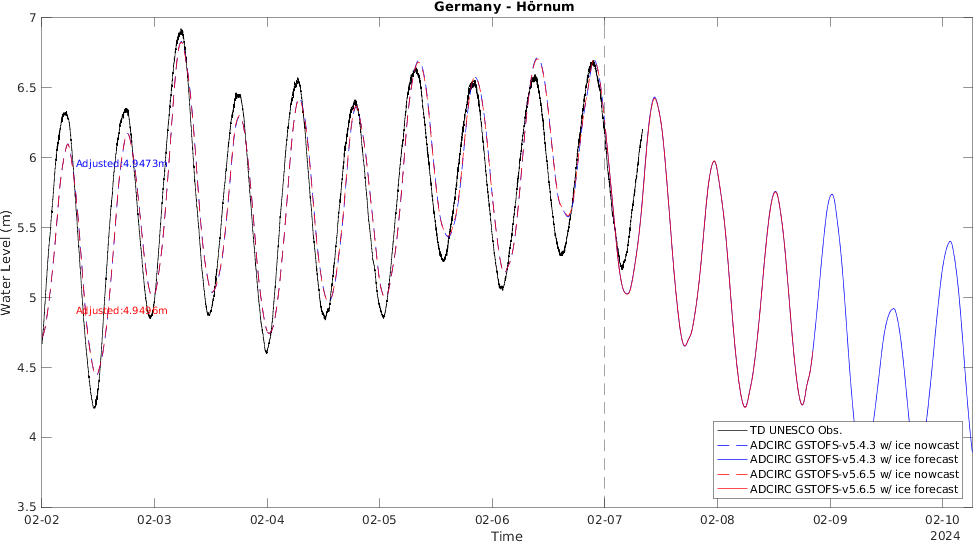 Germany - Hörnum
7
6.5
6
5.5
5
4.5
4
3.5
Water Level (m)
Adjusted:4.9473m
Adjusted:4.9496m
TD UNESCO Obs.
ADCIRC GSTOFS-v5.4.3 w/ ice nowcast
ADCIRC GSTOFS-v5.4.3 w/ ice forecast
ADCIRC GSTOFS-v5.6.5 w/ ice nowcast
ADCIRC GSTOFS-v5.6.5 w/ ice forecast
02-02 02-03 02-04 02-05 02-06 02-07 02-08 02-09 02-10
Time
2024